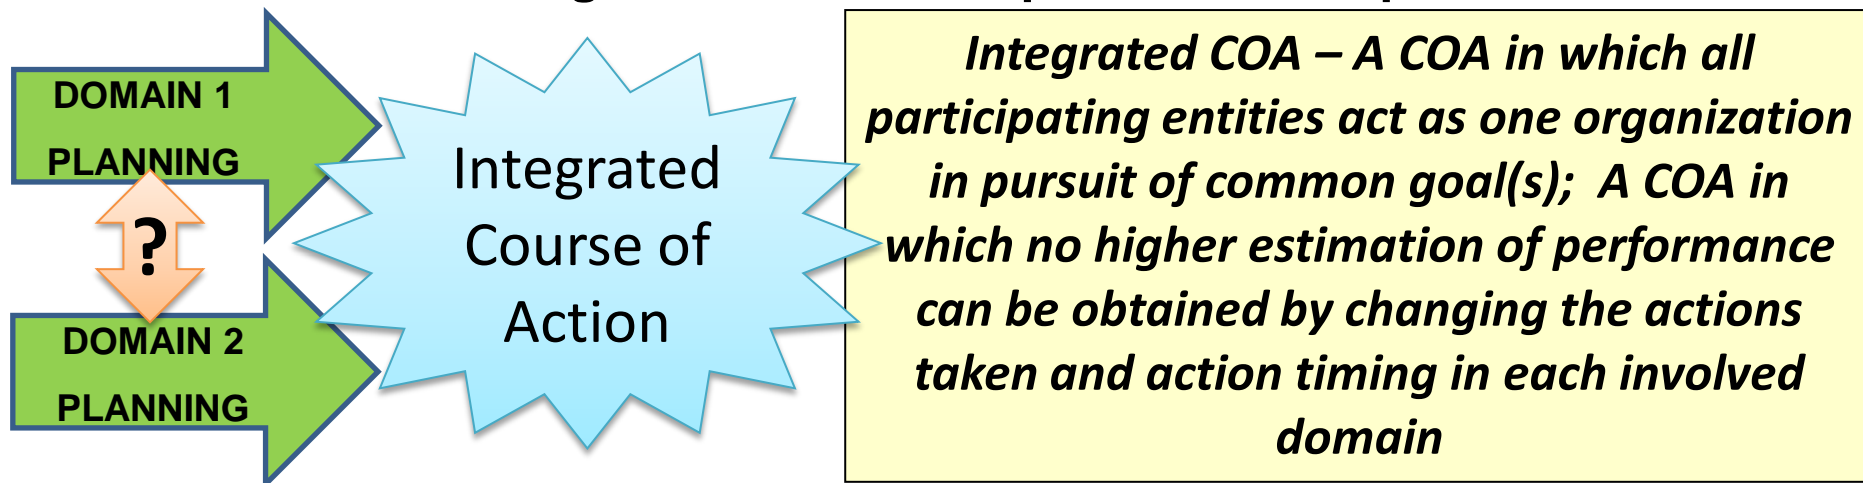 DOMAIN 1
PLANNING
?
DOMAIN 2
PLANNING
Integrated
Course of
Action
Integrated COA – A COA in which all
participating entities act as one organization
in pursuit of common goal(s);  A COA in
which no higher estimation of performance
can be obtained by changing the actions
taken and action timing in each involved
domain